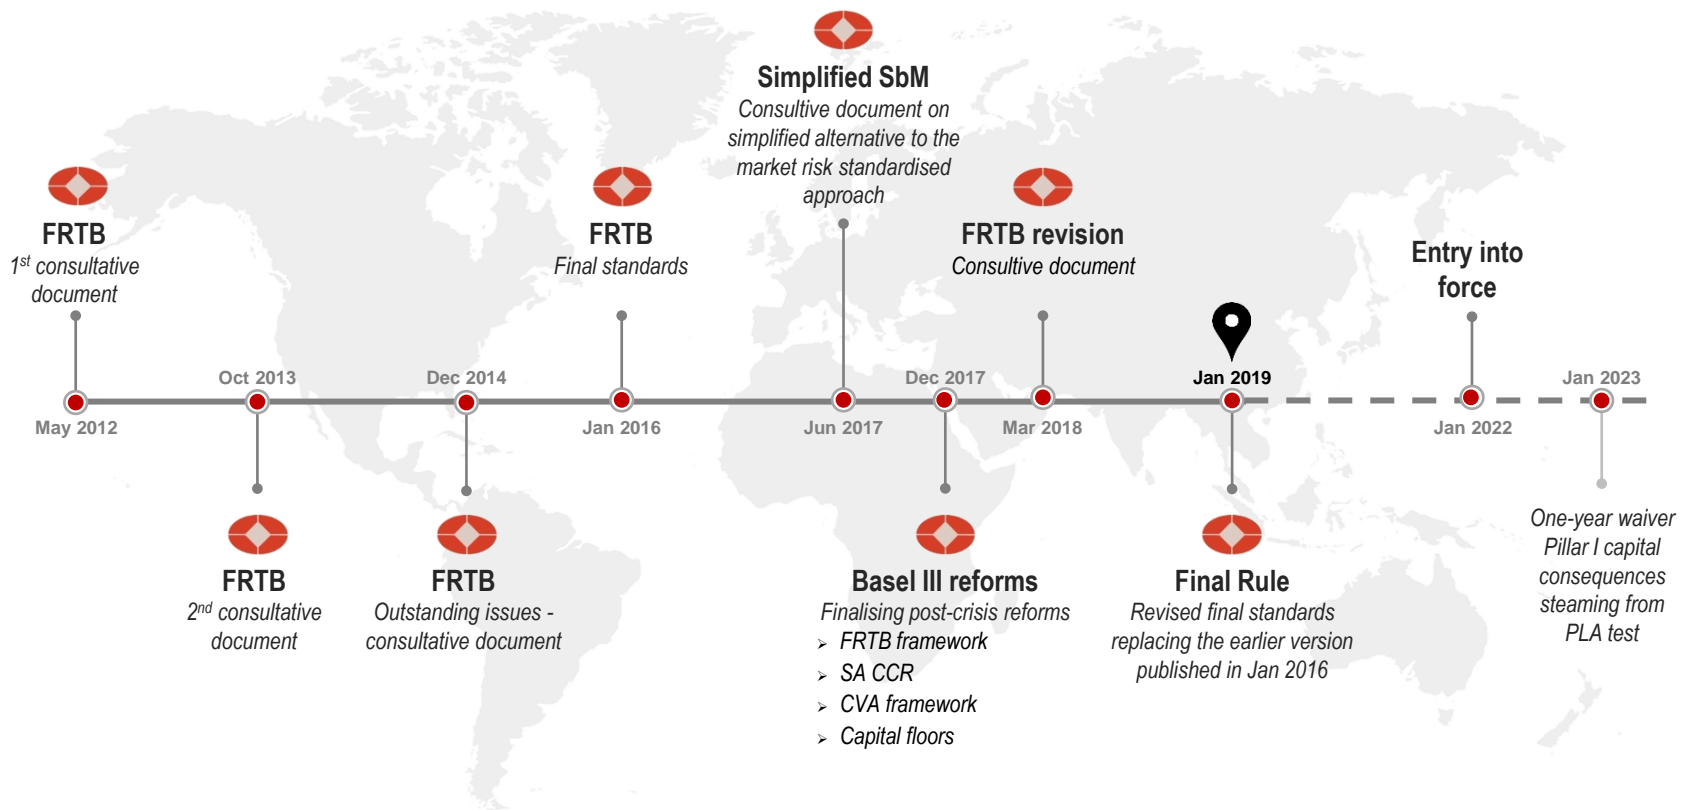 Simplified SbM
Consultive document on
simplified alternative to the
market risk standardised
approach
FRTB
1st consultative
document
FRTB
Final standards
FRTB revision
Consultive document
Entry into
force
Oct 2013
Dec 2014
Dec 2017
Jan 2019
Jan 2023
May 2012
Jan 2016
Jun 2017
Mar 2018
Jan 2022
FRTB
2nd consultative
document
FRTB
Outstanding issues -
consultative document
Basel III reforms
Finalising post-crisis reforms
➢ FRTB framework
➢ SA CCR
➢ CVA framework
➢ Capital floors
Final Rule
Revised final standards
replacing the earlier version
published in Jan 2016
One-year waiver
Pillar I capital
consequences
steaming from
PLA test